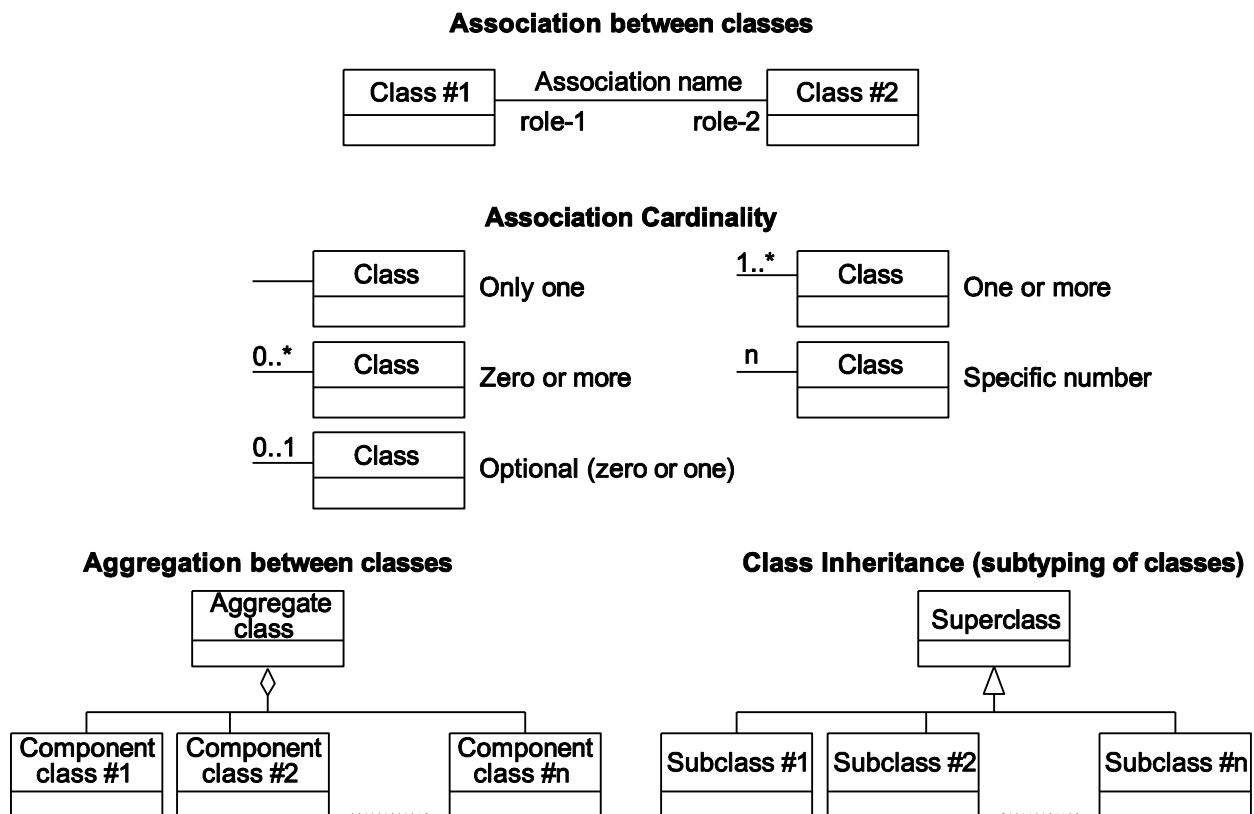 Association between classes
Class #1
Association name
Class #2
role-1
role-2
Association Cardinality
Class
Only one
1..*
Class
One or more
0..*
Class
Zero or more
n
Class
Specific number
0..1
Class
Optional (zero or one)
Aggregation between classes
Class Inheritance (subtyping of classes)
Aggregate
class
Superclass
Component
class #1
Component
class #2
Component
class #n
Subclass #1
Subclass #2
Subclass #n